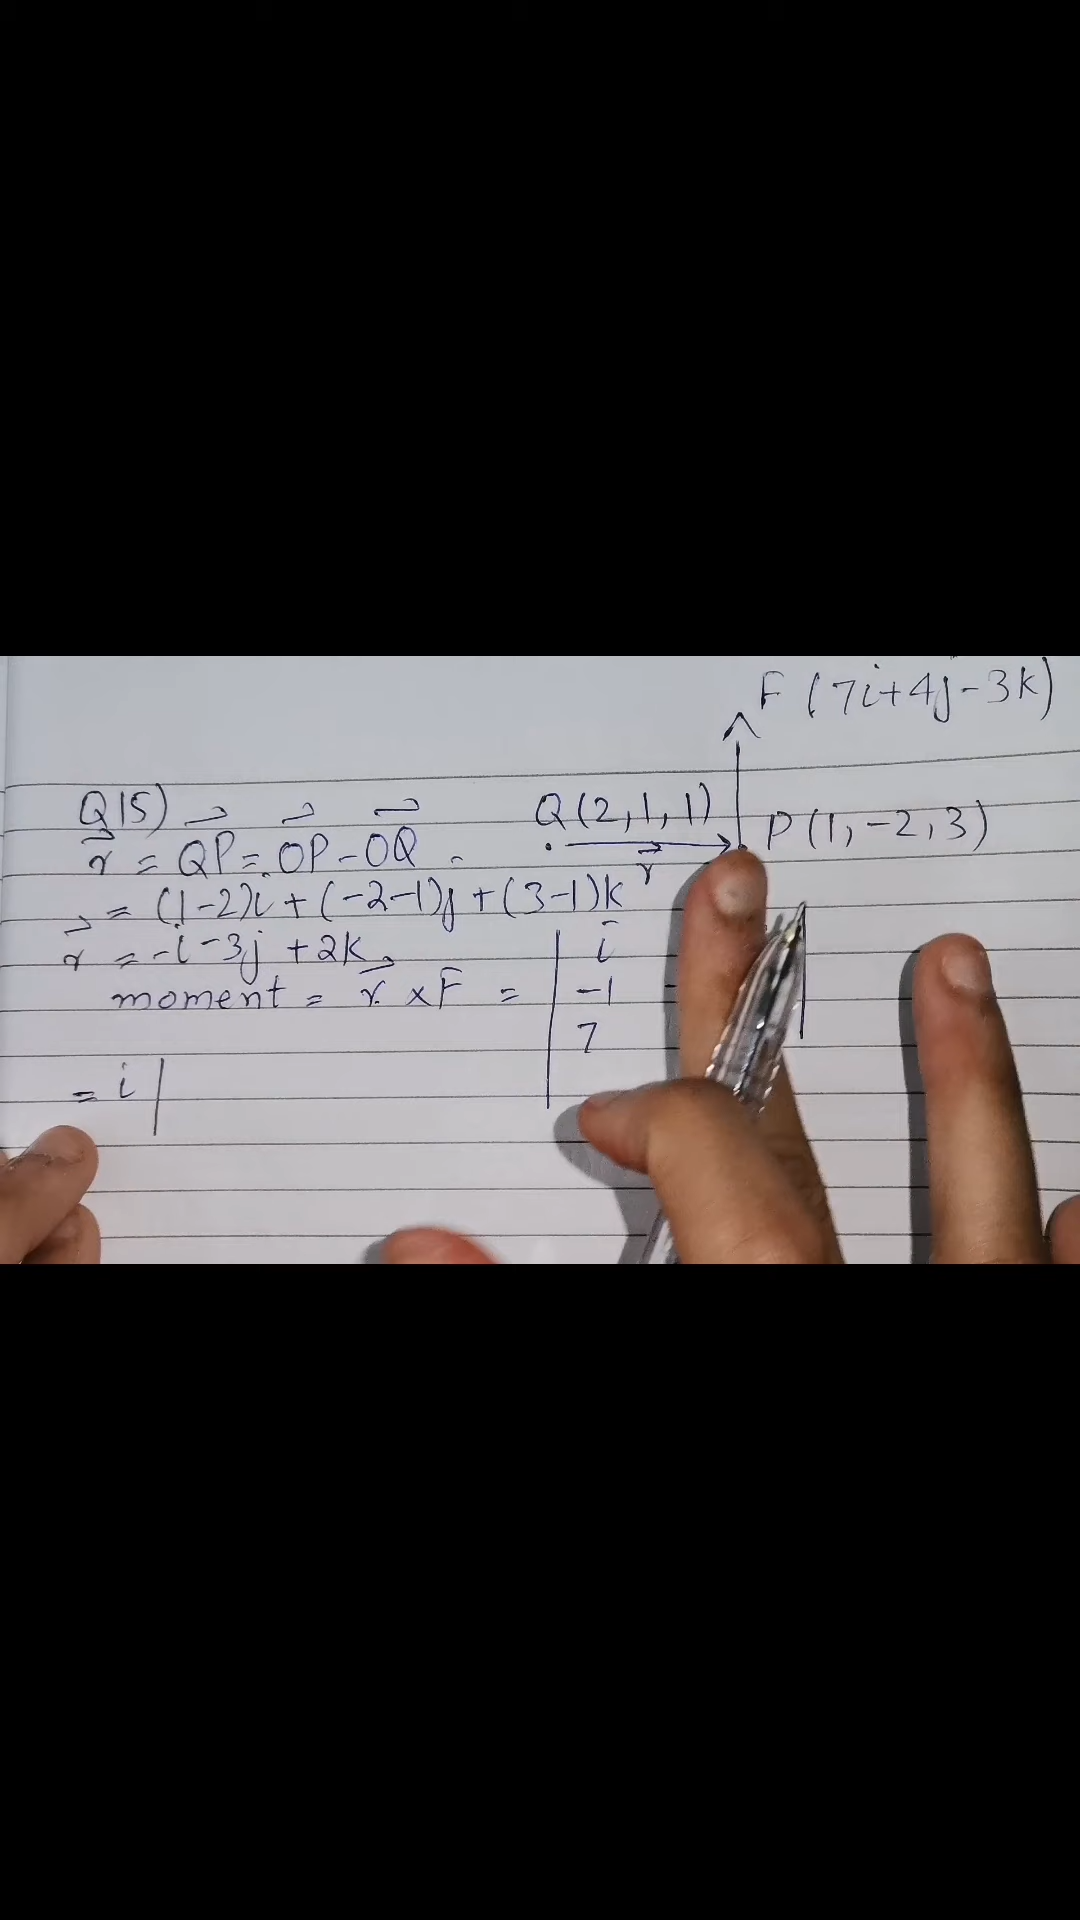 F (7i+4j-3k)
Q15)
Q(2,1,1)
P(1,-2,3)
r = QP = OP - OQ
r
= (1-2)i + (-2-1)j + (3-1)k
r = -i -3j +2k
moment = r × F = | i
-1
7
= i |